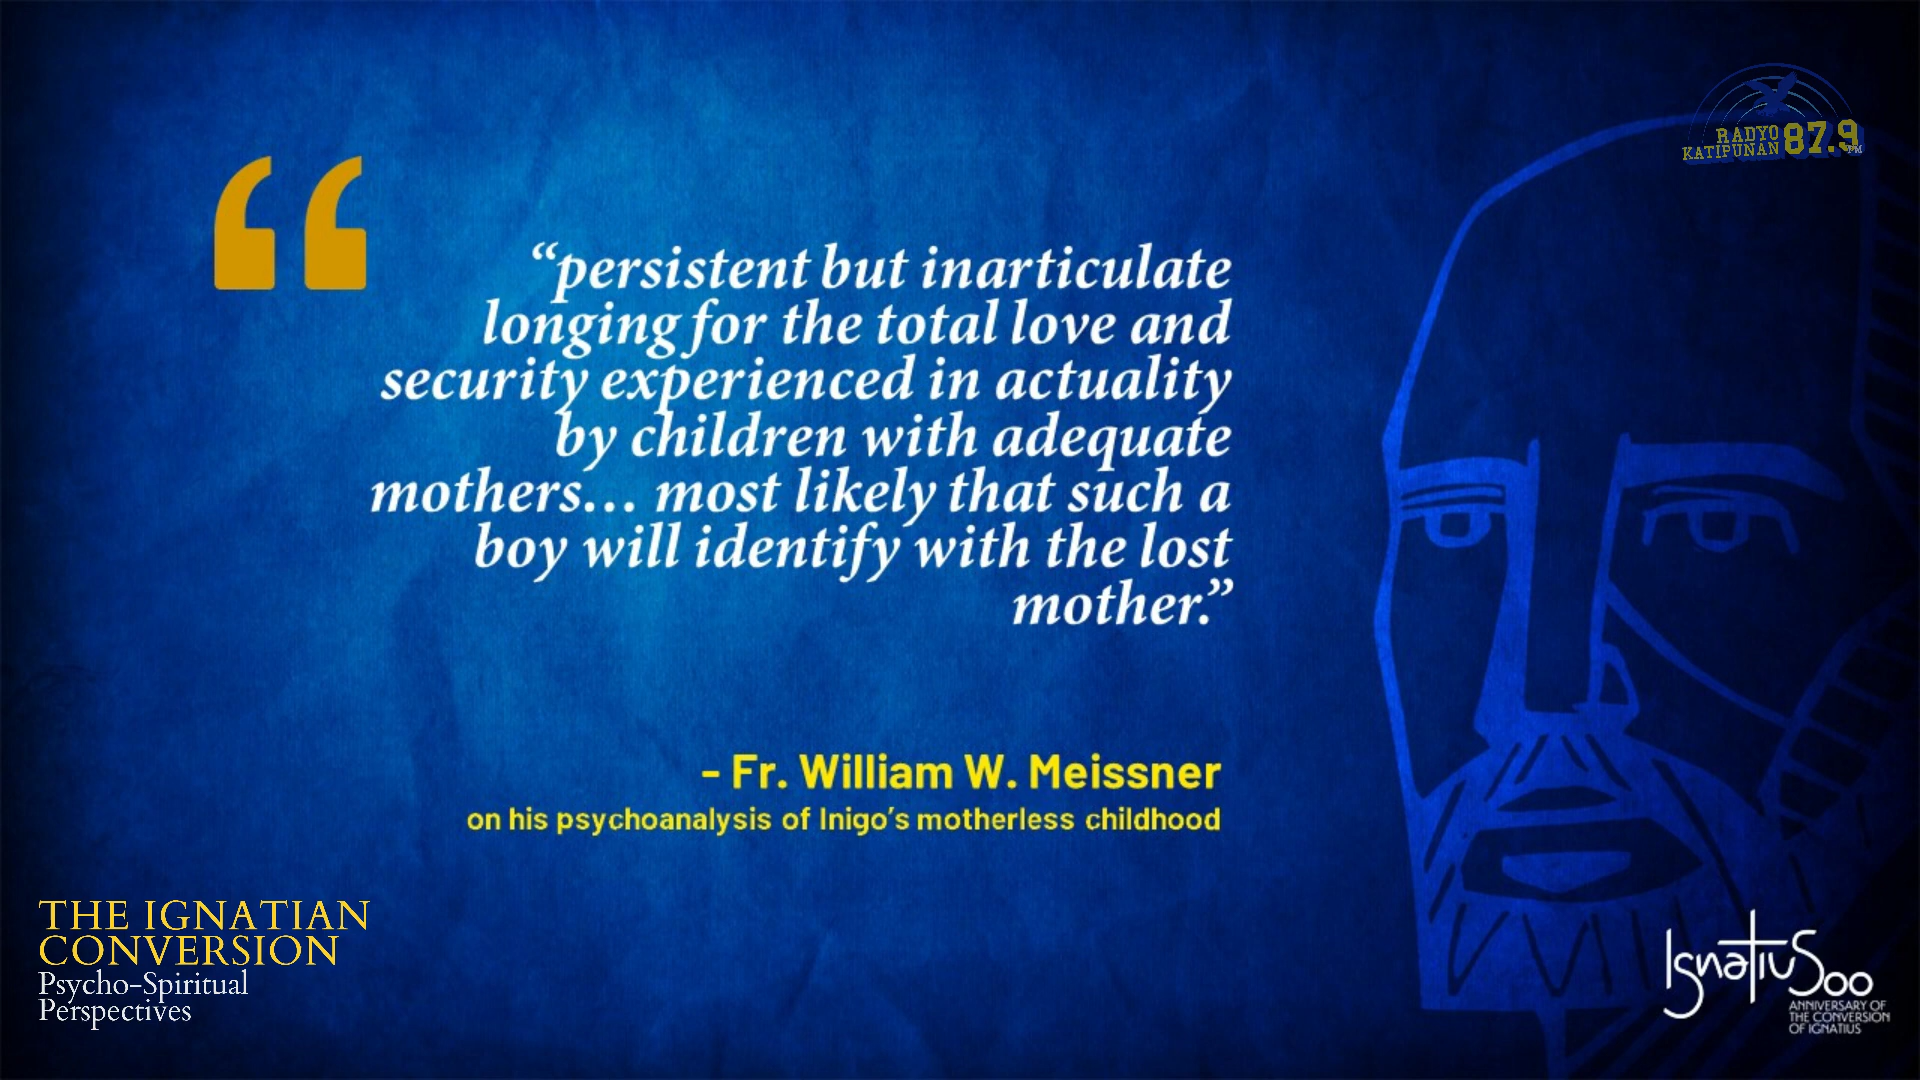 RADYO
KATIPUNAN 87.9 FM
“persistent but inarticulate
longing for the total love and
security experienced in actuality
by children with adequate
mothers… most likely that such a
boy will identify with the lost
mother.”
- Fr. William W. Meissner
on his psychoanalysis of Inigo’s motherless childhood
THE IGNATIAN
CONVERSION
Psycho-Spiritual
Perspectives
Ignatius500
ANNIVERSARY OF
THE CONVERSION
OF IGNATIUS